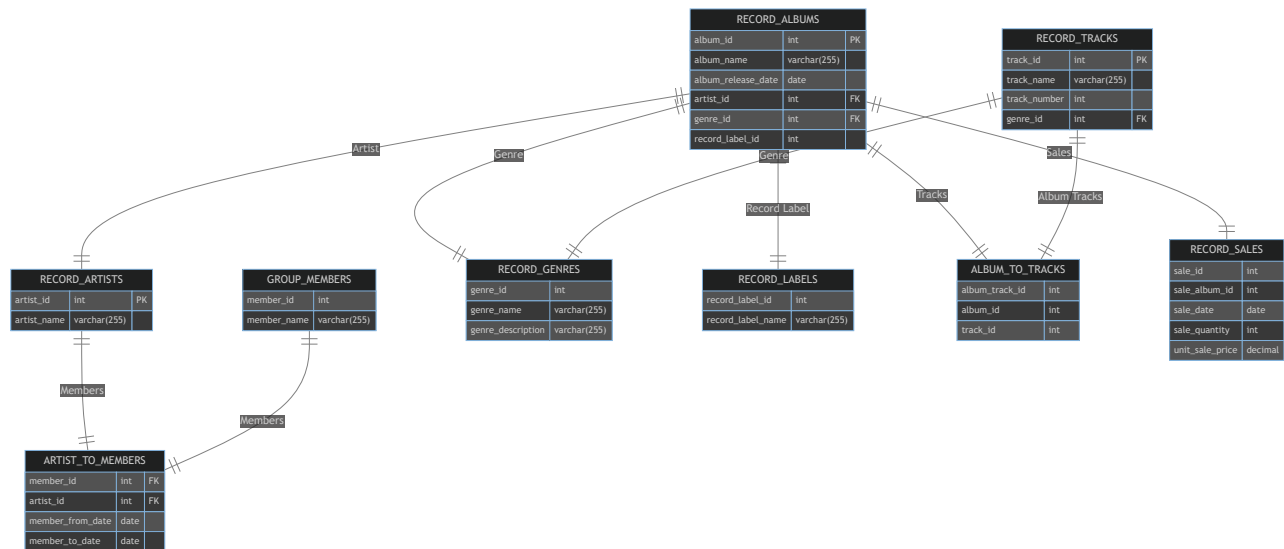 RECORD_ALBUMS
album_id int PK
album_name varchar(255)
album_release_date date
artist_id int FK
genre_id int FK
record_label_id int
RECORD_TRACKS
track_id int PK
track_name varchar(255)
track_number int
genre_id int FK
Artist
Genre
Genre
Sales
Record Label
Tracks
Album Tracks
RECORD_ARTISTS
artist_id int PK
artist_name varchar(255)
GROUP_MEMBERS
member_id int
member_name varchar(255)
RECORD_GENRES
genre_id int
genre_name varchar(255)
genre_description varchar(255)
RECORD_LABELS
record_label_id int
record_label_name varchar(255)
ALBUM_TO_TRACKS
album_track_id int
album_id int
track_id int
RECORD_SALES
sale_id int
sale_album_id int
sale_date date
sale_quantity int
unit_sale_price decimal
Members
Members
ARTIST_TO_MEMBERS
member_id int FK
artist_id int FK
member_from_date date
member_to_date date